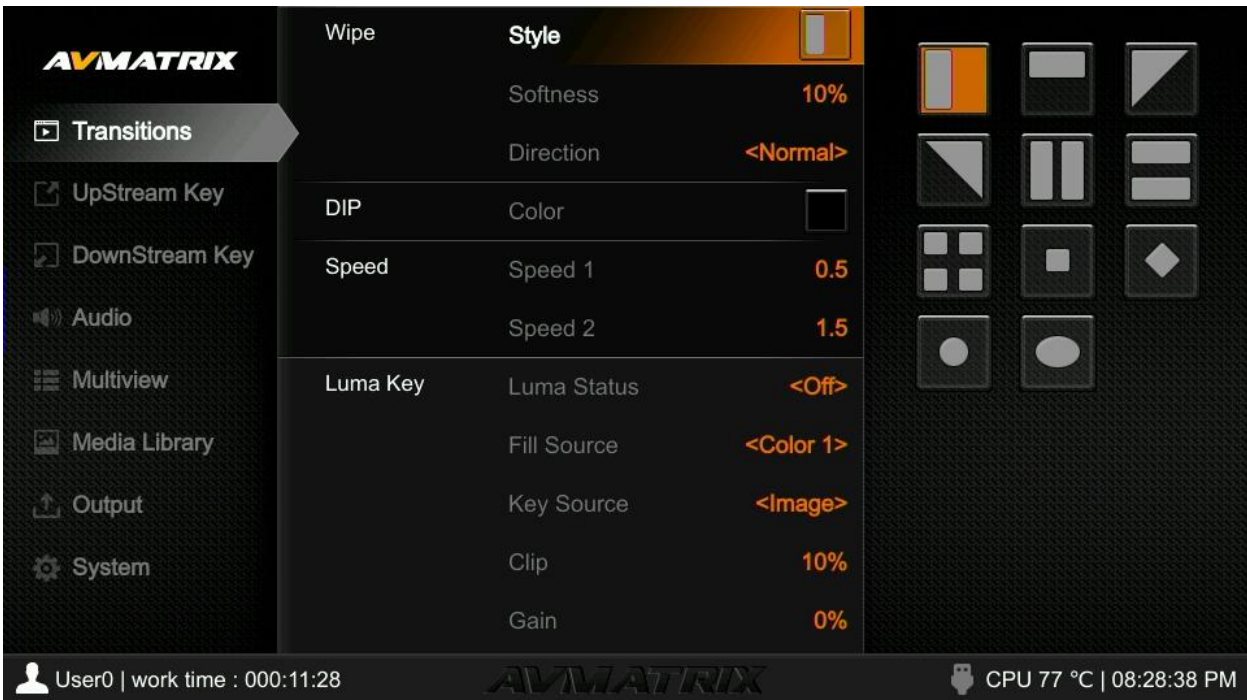 AVMATRIX
Transitions
UpStream Key
DownStream Key
Audio
Multiview
Media Library
Output
System
Wipe Style
Softness 10%
Direction <Normal>
DIP Color
Speed Speed 1 0.5
Speed 2 1.5
Luma Key Luma Status <Off>
Fill Source <Color 1>
Key Source <Image>
Clip 10%
Gain 0%
User0 | work time : 000:11:28
AVMATRIX
CPU 77 °C | 08:28:38 PM